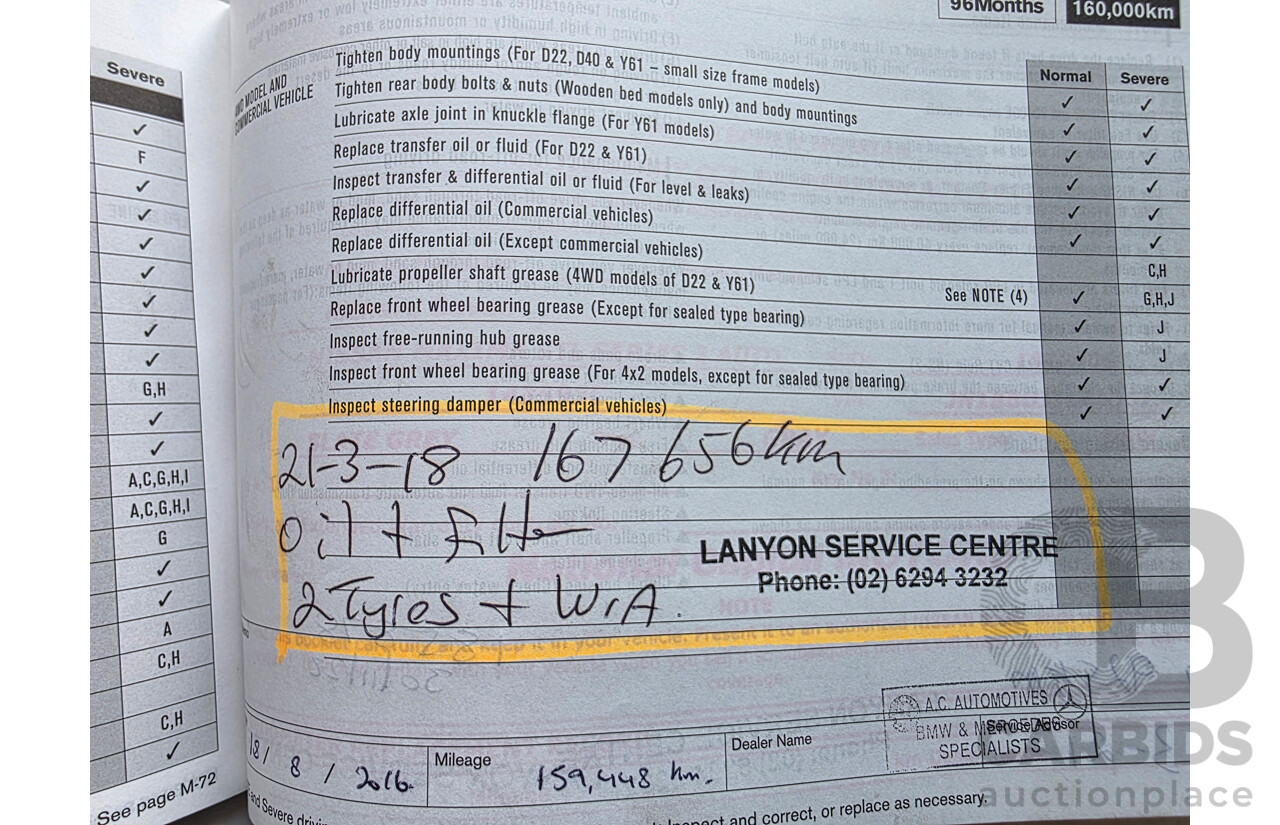 96Months 160,000km
Severe
✓
F
✓
✓
✓
✓
✓
✓
✓
G,H
✓
✓
A,C,G,H,I
A,C,G,H,I
G
✓
✓
A
C,H
C,H
✓
See page M-72
MODEL AND
COMMERCIAL VEHICLE
Normal Severe
Tighten body mountings (For D22, D40 & Y61 – small size frame models) ✓ ✓
Tighten rear body bolts & nuts (Wooden bed models only) and body mountings ✓ ✓
Lubricate axle joint in knuckle flange (For Y61 models) ✓ ✓
Replace transfer oil or fluid (For D22 & Y61) ✓ ✓
Inspect transfer & differential oil or fluid (For level & leaks) ✓ ✓
Replace differential oil (Commercial vehicles) ✓ ✓
Replace differential oil (Except commercial vehicles) C,H
Lubricate propeller shaft grease (4WD models of D22 & Y61) See NOTE (4) ✓ G,H,J
Replace front wheel bearing grease (Except for sealed type bearing) ✓ J
Inspect free-running hub grease ✓ J
Inspect front wheel bearing grease (For 4x2 models, except for sealed type bearing) ✓ ✓
Inspect steering damper (Commercial vehicles) ✓ ✓
21-3-18 167656km
oil + filter
2 Tyres + W/A.
LANYON SERVICE CENTRE
Phone: (02) 6294 3232
18/ 8 / 2016.
Mileage
159,448 km.
Dealer Name
A.C. AUTOMOTIVES
BMW & MERCEDES
SPECIALISTS
Service Advisor
and Severe
Inspect and correct, or replace as necessary.
CARBIDS
auctionplace